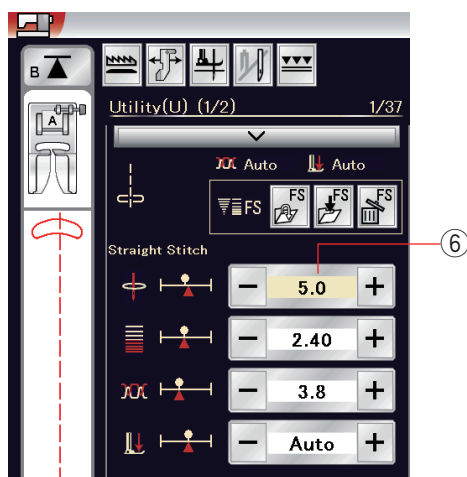 B
Utility(U) (1/2) 1/37
A
Auto Auto
FS FS FS FS
Straight Stitch
⑥
− 5.0 +
− 2.40 +
− 3.8 +
− Auto +